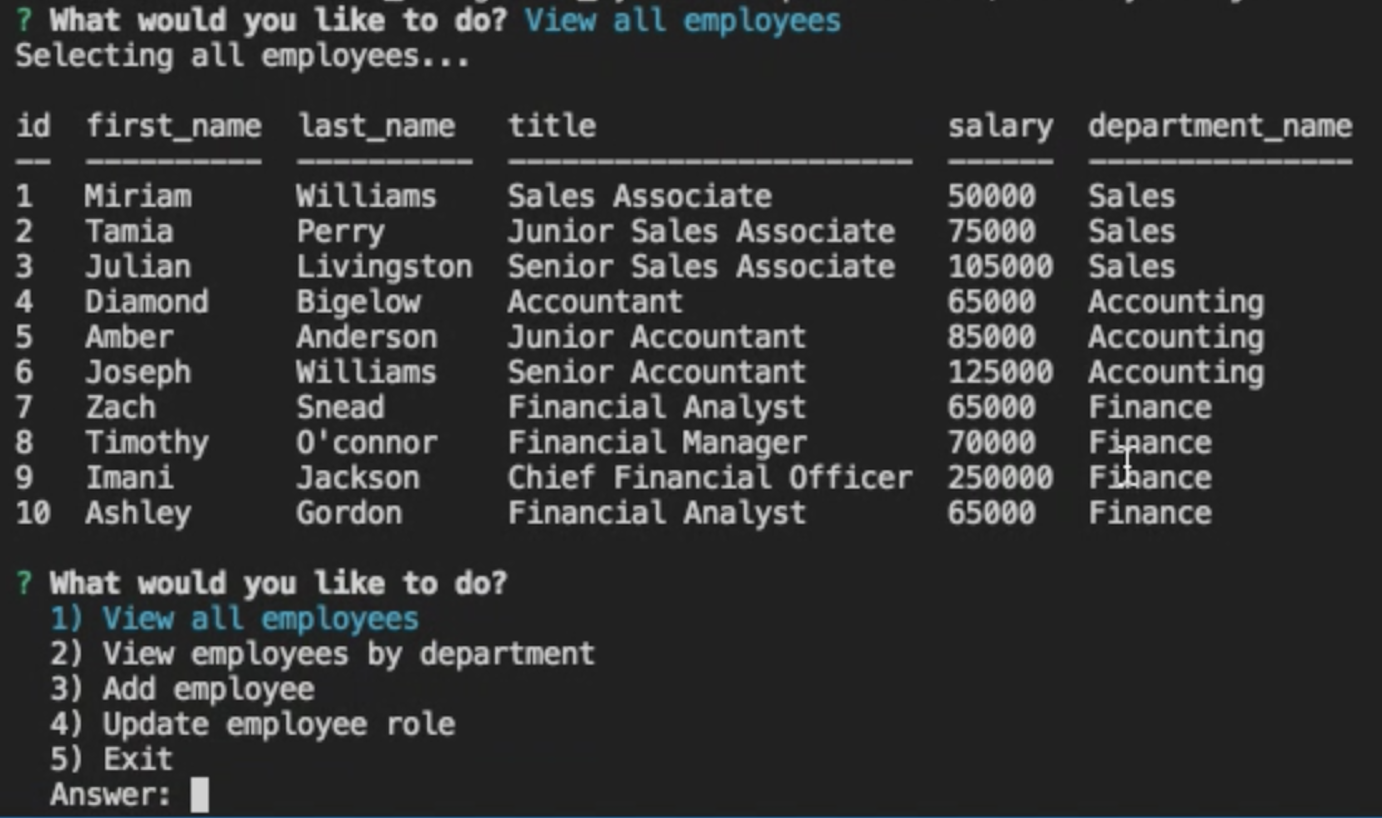 ? What would you like to do? View all employees
Selecting all employees...
id  first_name  last_name   title                    salary  department_name
--  ----------  ----------  -----------------------  ------  ---------------
1   Miriam      Williams    Sales Associate          50000   Sales
2   Tamia       Perry       Junior Sales Associate   75000   Sales
3   Julian      Livingston  Senior Sales Associate   105000  Sales
4   Diamond     Bigelow     Accountant               65000   Accounting
5   Amber       Anderson    Junior Accountant        85000   Accounting
6   Joseph      Williams    Senior Accountant        125000  Accounting
7   Zach        Snead       Financial Analyst        65000   Finance
8   Timothy     O'connor    Financial Manager        70000   Finance
9   Imani       Jackson     Chief Financial Officer  250000  Finance
10  Ashley      Gordon      Financial Analyst        65000   Finance
? What would you like to do?
1) View all employees
2) View employees by department
3) Add employee
4) Update employee role
5) Exit
Answer: